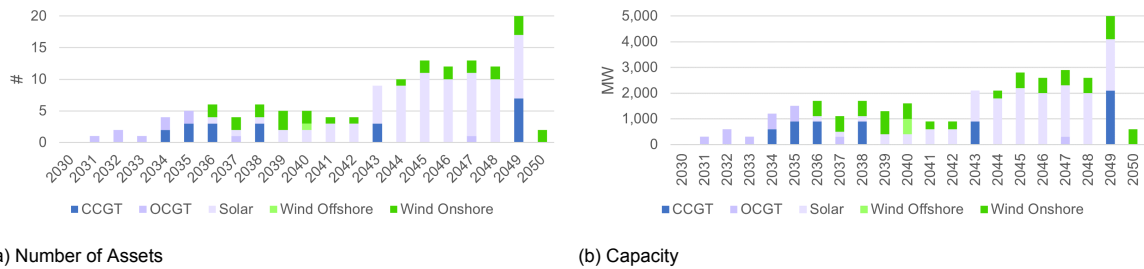 20
15
10
5
0
#
2030 2031 2032 2033 2034 2035 2036 2037 2038 2039 2040 2041 2042 2043 2044 2045 2046 2047 2048 2049 2050
CCGT OCGT Solar Wind Offshore Wind Onshore
a) Number of Assets
5,000
4,000
3,000
2,000
1,000
0
MW
2030 2031 2032 2033 2034 2035 2036 2037 2038 2039 2040 2041 2042 2043 2044 2045 2046 2047 2048 2049 2050
CCGT OCGT Solar Wind Offshore Wind Onshore
(b) Capacity